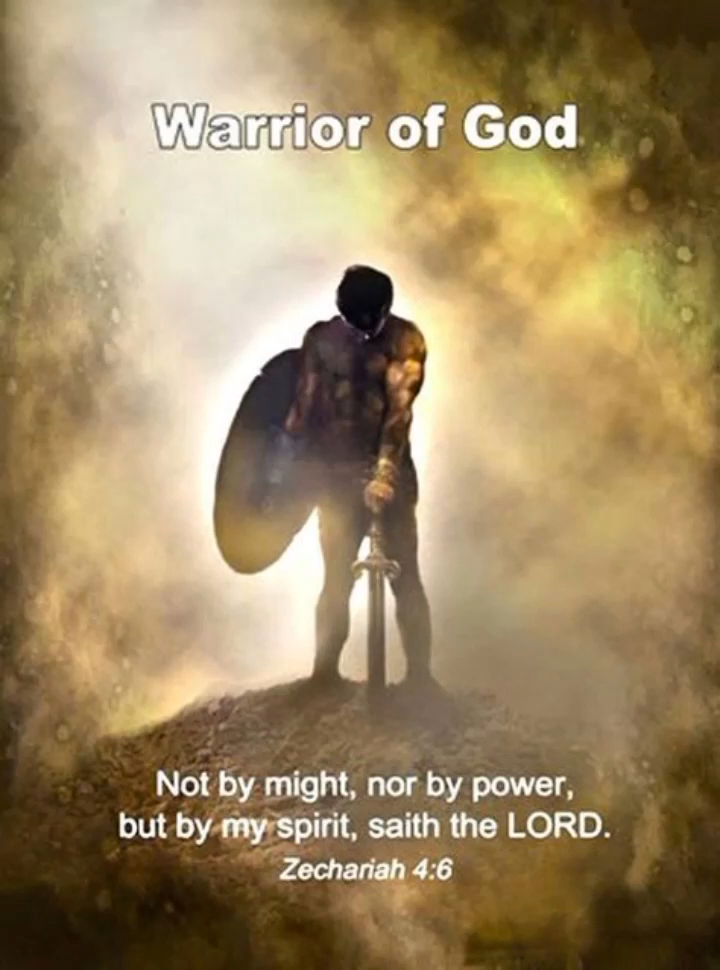 Warrior of God
Not by might, nor by power,
but by my spirit, saith the LORD.
Zechariah 4:6